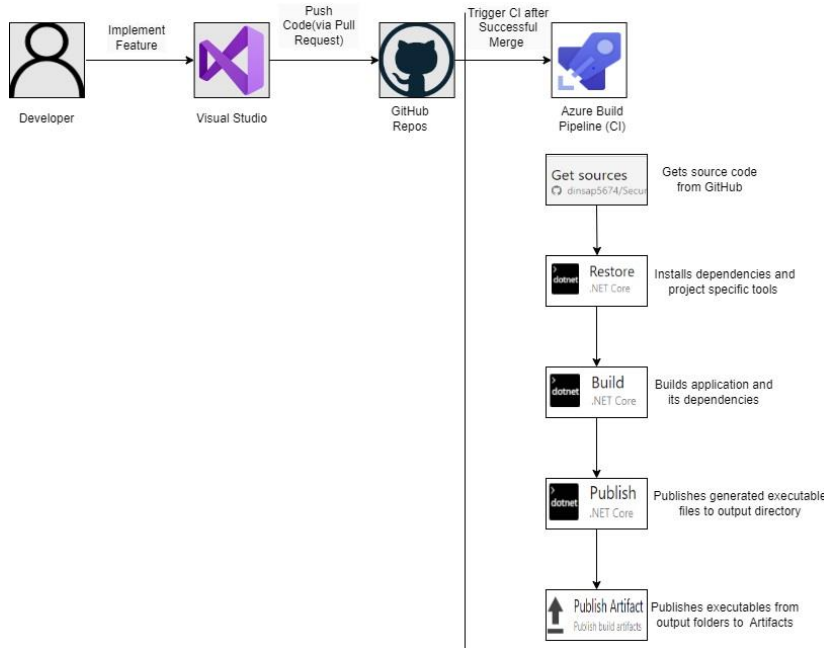 Implement
Feature
Push
Code(via Pull
Request)
Trigger CI after
Successful
Merge
Developer
Visual Studio
GitHub
Repos
Azure Build
Pipeline (CI)
Get sources
dinsap5674/Secur
Gets source code
from GitHub
dotnet
Restore
.NET Core
Installs dependencies and
project specific tools
dotnet
Build
.NET Core
Builds application and
its dependencies
dotnet
Publish
.NET Core
Publishes generated executable
files to output directory
Publish Artifact
Publish build artifacts
Publishes executables from
output folders to Artifacts